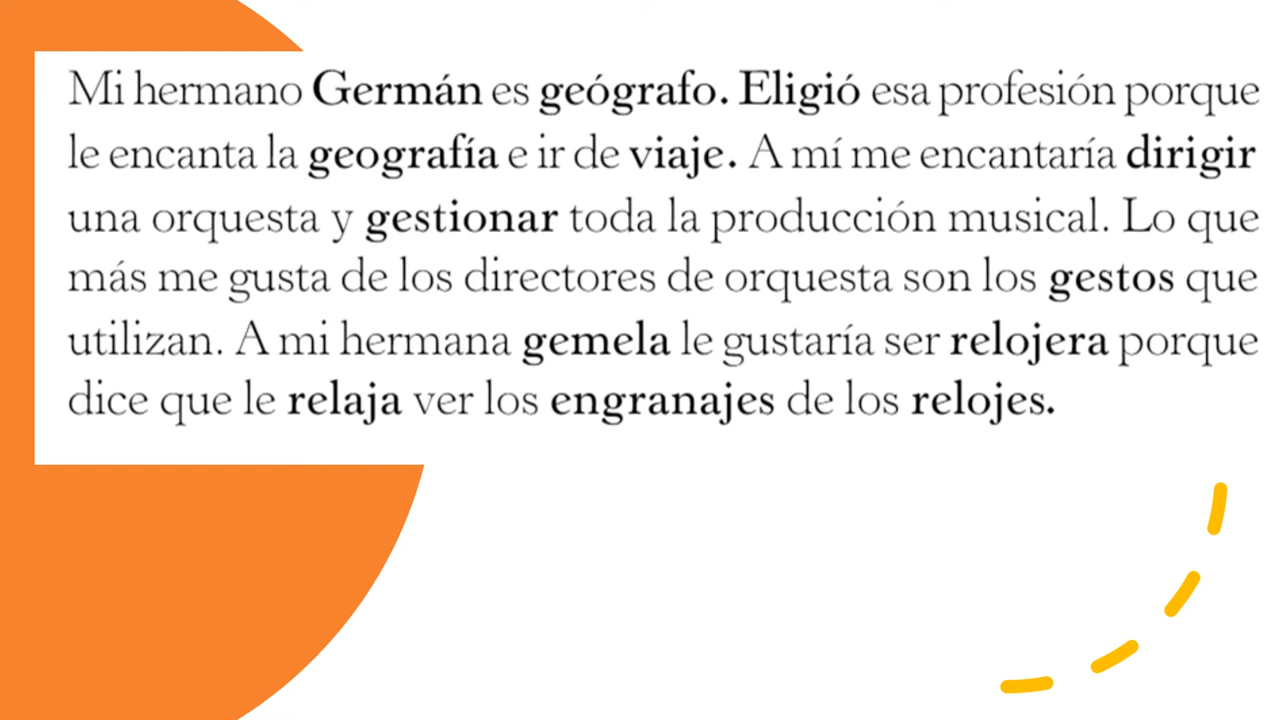 Mi hermano Germán es geógrafo. Eligió esa profesión porque
le encanta la geografía e ir de viaje. A mí me encantaría dirigir
una orquesta y gestionar toda la producción musical. Lo que
más me gusta de los directores de orquesta son los gestos que
utilizan. A mi hermana gemela le gustaría ser relojera porque
dice que le relaja ver los engranajes de los relojes.